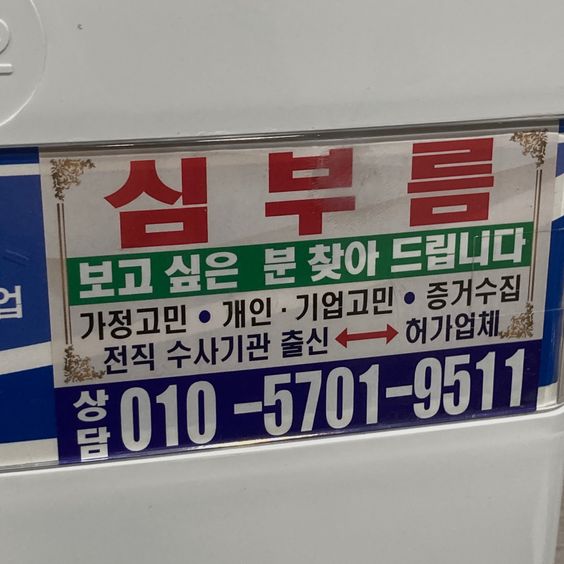 2
업
심부름
보고 싶은 분 찾아 드립니다
가정고민 • 개인 · 기업고민 • 증거수집
전직 수사기관 출신 ↔ 허가업체
상담 010-5701-9511